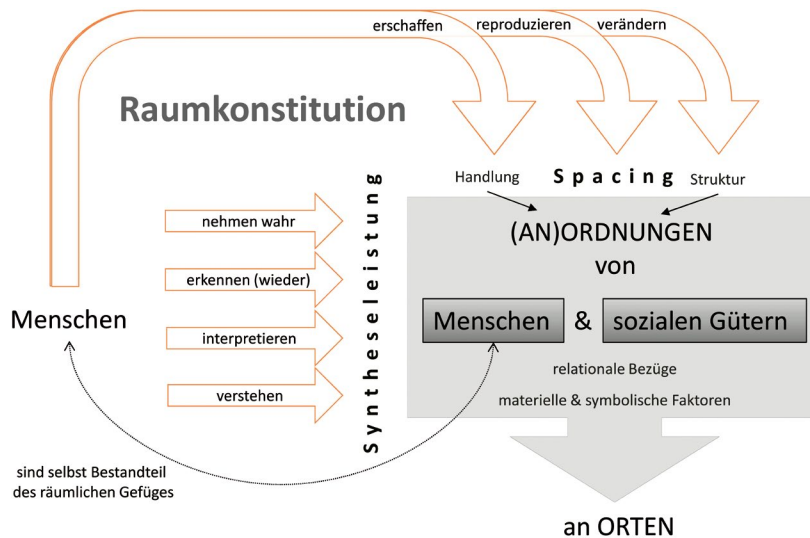 erschaffen reproduzieren verändern
Raumkonstitution
Handlung Spacing Struktur
Syntheseleistung
nehmen wahr
erkennen (wieder)
interpretieren
verstehen
(AN)ORDNUNGEN
von
Menschen
Menschen & sozialen Gütern
relationale Bezüge
materielle & symbolische Faktoren
sind selbst Bestandteil
des räumlichen Gefüges
an ORTEN